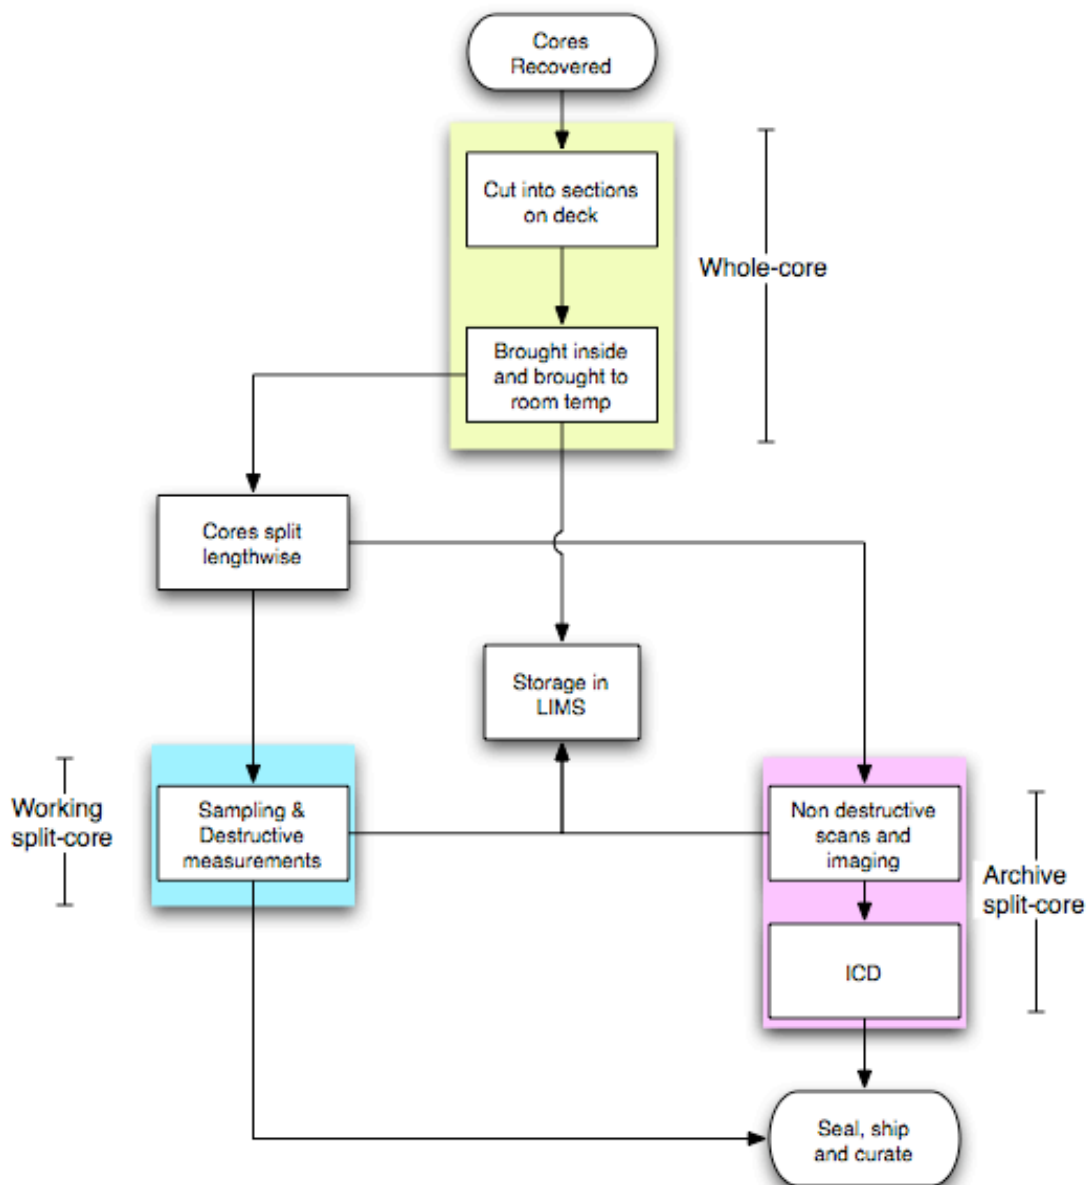 Cores
Recovered
Cut into sections
on deck
Whole-core
Brought inside
and brought to
room temp
Cores split
lengthwise
Storage in
LIMS
Working
split-core
Sampling &
Destructive
measurements
Non destructive
scans and
imaging
Archive
split-core
ICD
Seal, ship
and curate